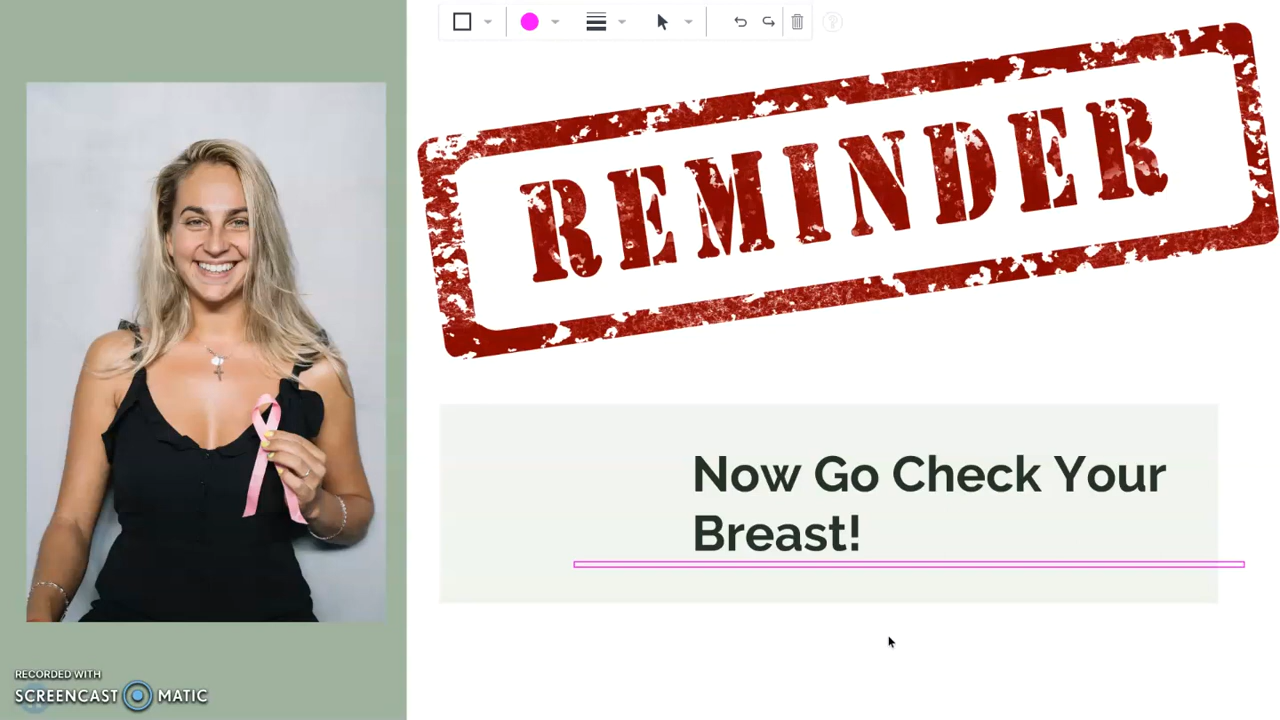 REMINDER
Now Go Check Your
Breast!
RECORDED WITH
SCREENCAST MATIC